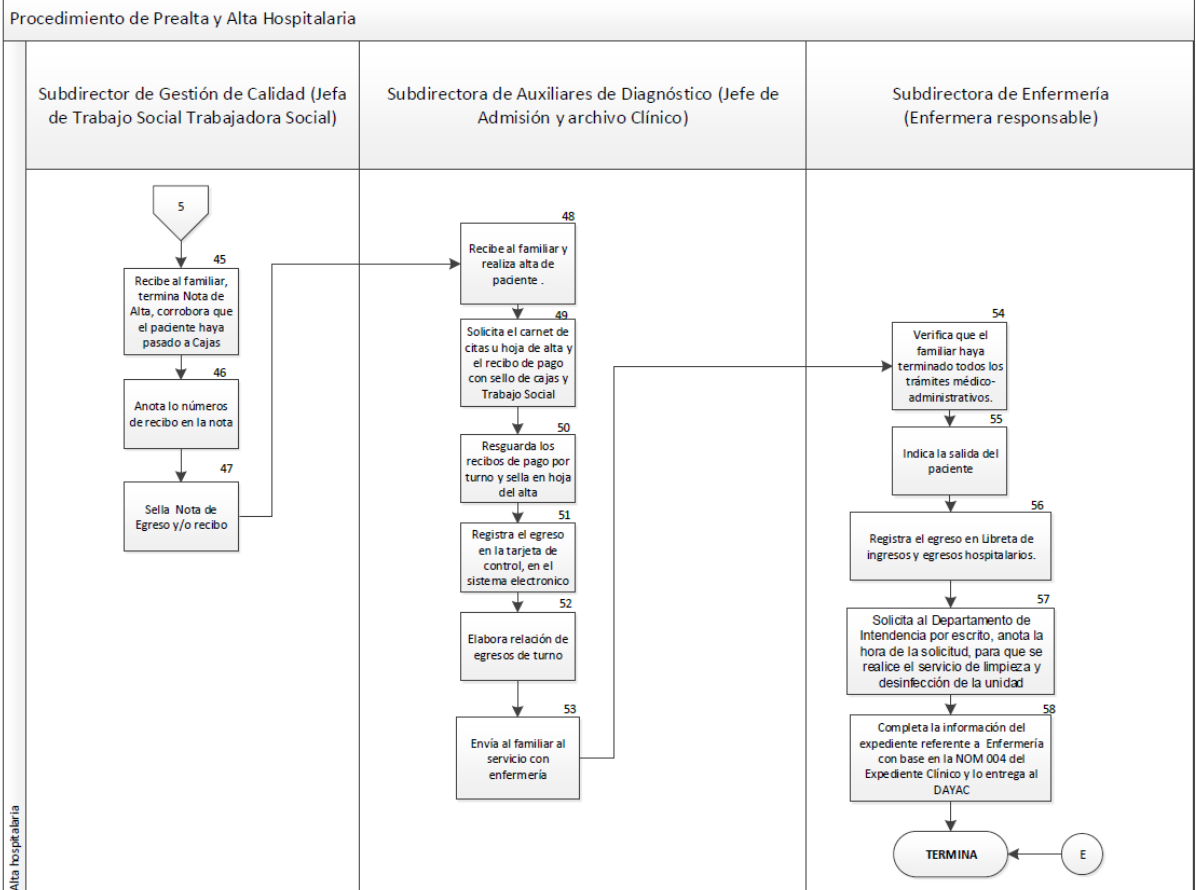 Procedimiento de Prealta y Alta Hospitalaria
Subdirector de Gestión de Calidad (Jefa
de Trabajo Social Trabajadora Social)
Subdirectora de Auxiliares de Diagnóstico (Jefe de
Admisión y archivo Clínico)
Subdirectora de Enfermería
(Enfermera responsable)
Alta hospitalaria
5
45
Recibe al familiar,
termina Nota de
Alta, corrobora que
el paciente haya
pasado a Cajas
46
Anota lo números
de recibo en la nota
47
Sella Nota de
Egreso y/o recibo
48
Recibe al familiar y
realiza alta de
paciente .
49
Solicita el carnet de
citas u hoja de alta y
el recibo de pago
con sello de cajas y
Trabajo Social
50
Resguarda los
recibos de pago por
turno y sella en hoja
del alta
51
Registra el egreso
en la tarjeta de
control, en el
sistema electronico
52
Elabora relación de
egresos de turno
53
Envía al familiar al
servicio con
enfermería
54
Verifica que el
familiar haya
terminado todos los
trámites médico-
administrativos.
55
Indica la salida del
paciente
56
Registra el egreso en Libreta de
ingresos y egresos hospitalarios.
57
Solicita al Departamento de
Intendencia por escrito, anota la
hora de la solicitud, para que se
realice el servicio de limpieza y
desinfección de la unidad
58
Completa la información del
expediente referente a Enfermería
con base en la NOM 004 del
Expediente Clínico y lo entrega al
DAYAC
TERMINA
E